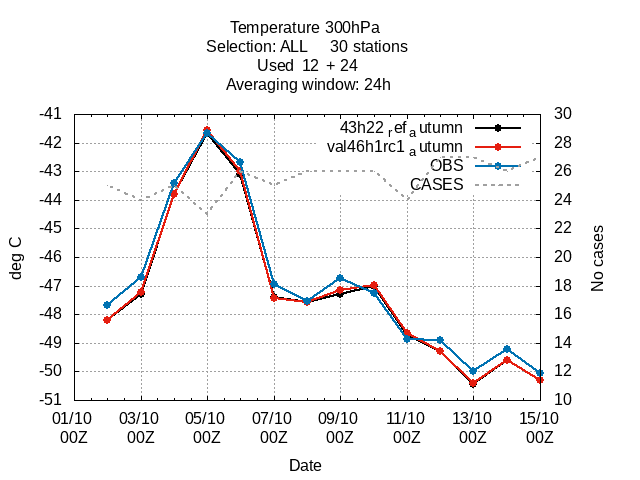 Temperature 300hPa
Selection: ALL     30 stations
Used  12  + 24
Averaging window: 24h
-41
-42
-43
-44
-45
-46
-47
-48
-49
-50
-51
deg C
43h22 refa utumn
val46h1rc1 a utumn
OBS
CASES
30
28
26
24
22
20
18
16
14
12
10
No cases
01/10 03/10 05/10 07/10 09/10 11/10 13/10 15/10
00Z 00Z 00Z 00Z 00Z 00Z 00Z 00Z
Date